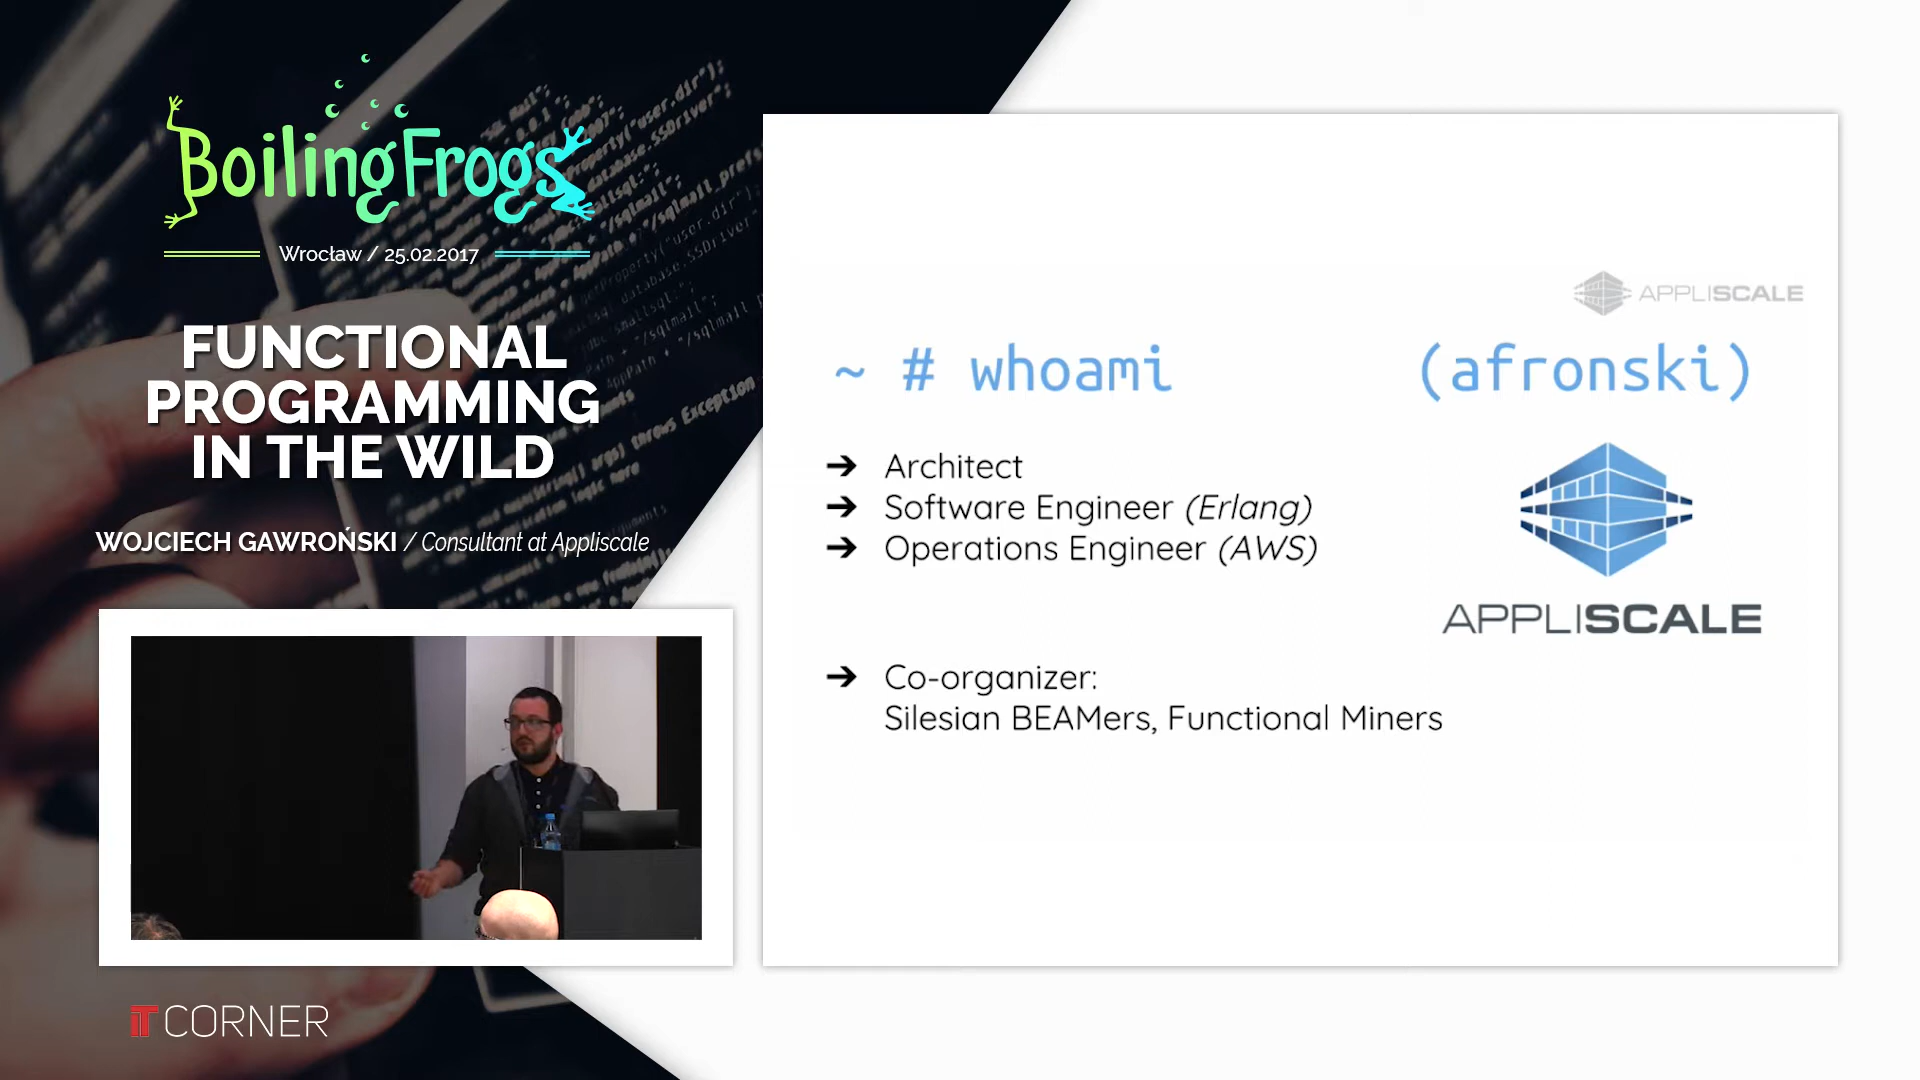 BoilingFrogs
Wrocław / 25.02.2017
FUNCTIONAL
PROGRAMMING
IN THE WILD
WOJCIECH GAWROŃSKI / Consultant at Appliscale
IT CORNER
APPLISCALE
~ # whoami (afronski)
➔ Architect
➔ Software Engineer (Erlang)
➔ Operations Engineer (AWS)
APPLISCALE
➔ Co-organizer:
Silesian BEAMers, Functional Miners